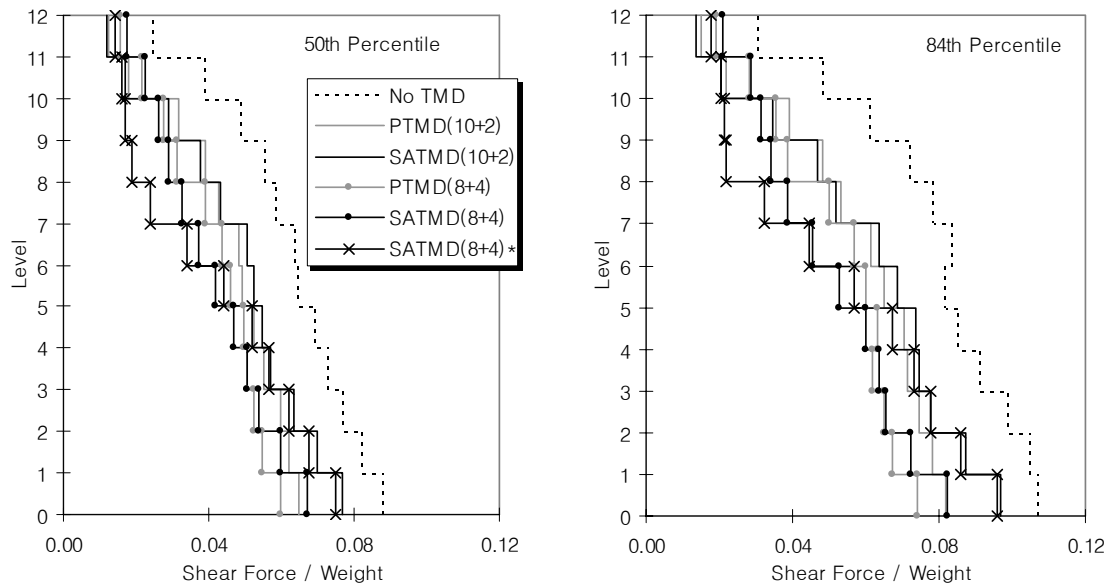 50th Percentile
No TMD
PTMD(10+2)
SATMD(10+2)
PTMD(8+4)
SATMD(8+4)
SATMD(8+4)*
12
11
10
9
8
7
6
5
4
3
2
1
0
Level
0.00
0.04
0.08
0.12
Shear Force / Weight
84th Percentile
12
11
10
9
8
7
6
5
4
3
2
1
0
Level
0.00
0.04
0.08
0.12
Shear Force / Weight